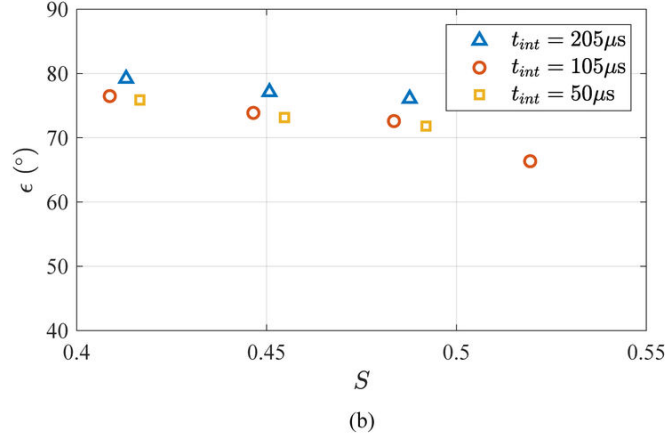 90
80
70
60
50
40
ϵ (°)
0.4
0.45
0.5
0.55
S
t_int = 205μs
t_int = 105μs
t_int = 50μs
(b)